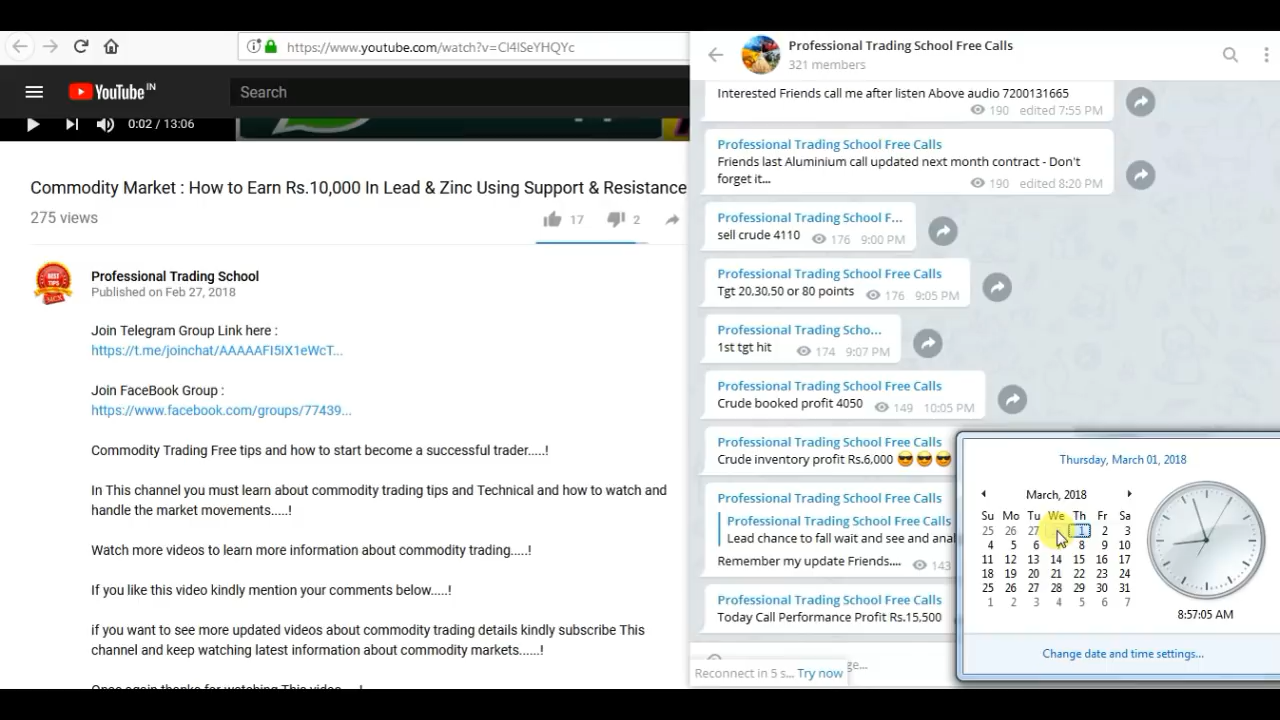 https://www.youtube.com/watch?v=CI4lSeYHQYc
YouTube IN
Search
0:02 / 13:06
Commodity Market : How to Earn Rs.10,000 In Lead & Zinc Using Support & Resistance
275 views
17
2
BEST TIPS
MCX
Professional Trading School
Published on Feb 27, 2018
Join Telegram Group Link here :
https://t.me/joinchat/AAAAAFI5IX1eWcT...
Join FaceBook Group :
https://www.facebook.com/groups/77439...
Commodity Trading Free tips and how to start become a successful trader.....!
In This channel you must learn about commodity trading tips and Technical and how to watch and
handle the market movements.....!
Watch more videos to learn more information about commodity trading.....!
If you like this video kindly mention your comments below.....!
if you want to see more updated videos about commodity trading details kindly subscribe This
channel and keep watching latest information about commodity markets......!
Once again thanks for watching This video.....!
Professional Trading School Free Calls
321 members
Interested Friends call me after listen Above audio 7200131665
190 edited 7:55 PM
Professional Trading School Free Calls
Friends last Aluminium call updated next month contract - Don't
forget it...
190 edited 8:20 PM
Professional Trading School F...
sell crude 4110 176 9:00 PM
Professional Trading School Free Calls
Tgt 20,30,50 or 80 points 176 9:05 PM
Professional Trading Scho...
1st tgt hit 174 9:07 PM
Professional Trading School Free Calls
Crude booked profit 4050 149 10:05 PM
Professional Trading School Free Calls
Crude inventory profit Rs.6,000 😎😎😎
Professional Trading School Free Calls
Professional Trading School Free Calls
Lead chance to fall wait and see and anal
Remember my update Friends.... 143
Professional Trading School Free Calls
Today Call Performance Profit Rs.15,500
ge...
Reconnect in 5 s... Try now
Thursday, March 01, 2018
March, 2018
Su Mo Tu We Th Fr Sa
25 26 27 1 2 3
4 5 6 8 9 10
11 12 13 14 15 16 17
18 19 20 21 22 23 24
25 26 27 28 29 30 31
1 2 3 4 5 6 7
8:57:05 AM
Change date and time settings...